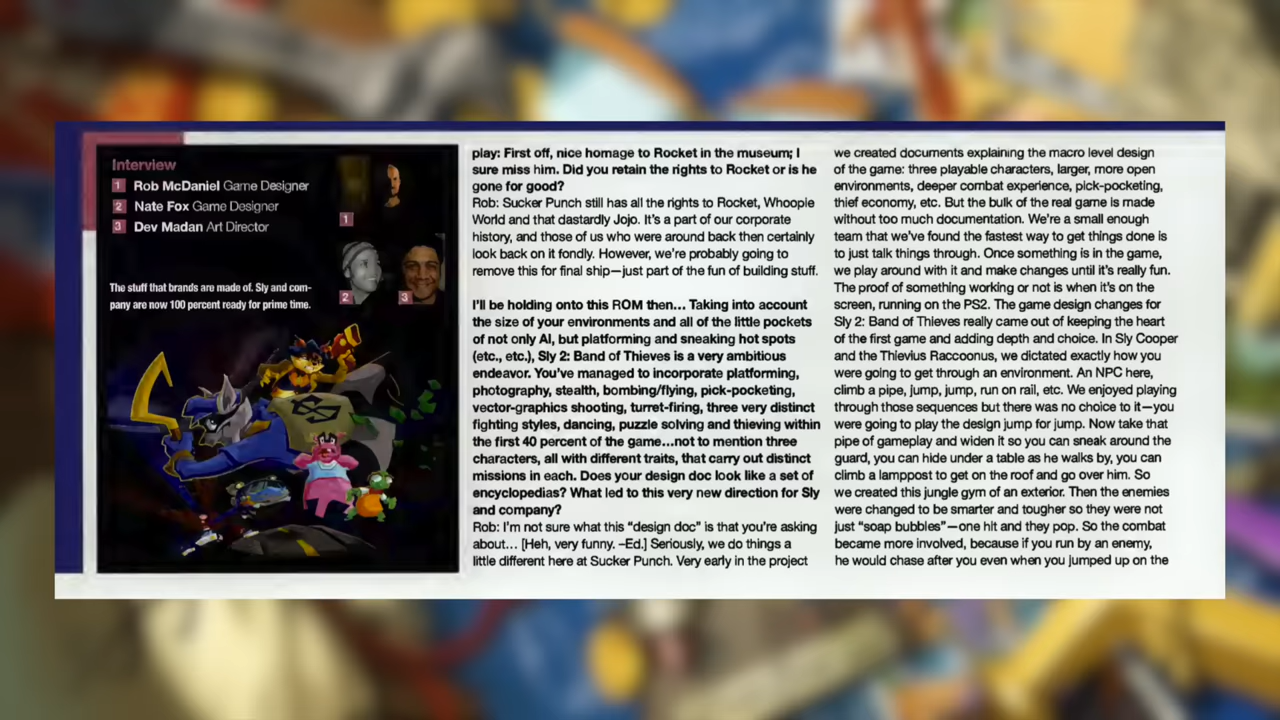 Interview
1 Rob McDaniel Game Designer
2 Nate Fox Game Designer
3 Dev Madan Art Director
1
2
3
The stuff that brands are made of. Sly and com-
pany are now 100 percent ready for prime time.
play: First off, nice homage to Rocket in the museum; I
sure miss him. Did you retain the rights to Rocket or is he
gone for good?
Rob: Sucker Punch still has all the rights to Rocket, Whoopie
World and that dastardly Jojo. It's a part of our corporate
history, and those of us who were around back then certainly
look back on it fondly. However, we're probably going to
remove this for final ship—just part of the fun of building stuff.
I'll be holding onto this ROM then... Taking into account
the size of your environments and all of the little pockets
of not only AI, but platforming and sneaking hot spots
(etc., etc.), Sly 2: Band of Thieves is a very ambitious
endeavor. You've managed to incorporate platforming,
photography, stealth, bombing/flying, pick-pocketing,
vector-graphics shooting, turret-firing, three very distinct
fighting styles, dancing, puzzle solving and thieving within
the first 40 percent of the game...not to mention three
characters, all with different traits, that carry out distinct
missions in each. Does your design doc look like a set of
encyclopedias? What led to this very new direction for Sly
and company?
Rob: I'm not sure what this "design doc" is that you're asking
about... [Heh, very funny. –Ed.] Seriously, we do things a
little different here at Sucker Punch. Very early in the project
we created documents explaining the macro level design
of the game: three playable characters, larger, more open
environments, deeper combat experience, pick-pocketing,
thief economy, etc. But the bulk of the real game is made
without too much documentation. We're a small enough
team that we've found the fastest way to get things done is
to just talk things through. Once something is in the game,
we play around with it and make changes until it's really fun.
The proof of something working or not is when it's on the
screen, running on the PS2. The game design changes for
Sly 2: Band of Thieves really came out of keeping the heart
of the first game and adding depth and choice. In Sly Cooper
and the Thievius Raccoonus, we dictated exactly how you
were going to get through an environment. An NPC here,
climb a pipe, jump, jump, run on rail, etc. We enjoyed playing
through those sequences but there was no choice to it—you
were going to play the design jump for jump. Now take that
pipe of gameplay and widen it so you can sneak around the
guard, you can hide under a table as he walks by, you can
climb a lamppost to get on the roof and go over him. So
we created this jungle gym of an exterior. Then the enemies
were changed to be smarter and tougher so they were not
just "soap bubbles"—one hit and they pop. So the combat
became more involved, because if you run by an enemy,
he would chase after you even when you jumped up on the